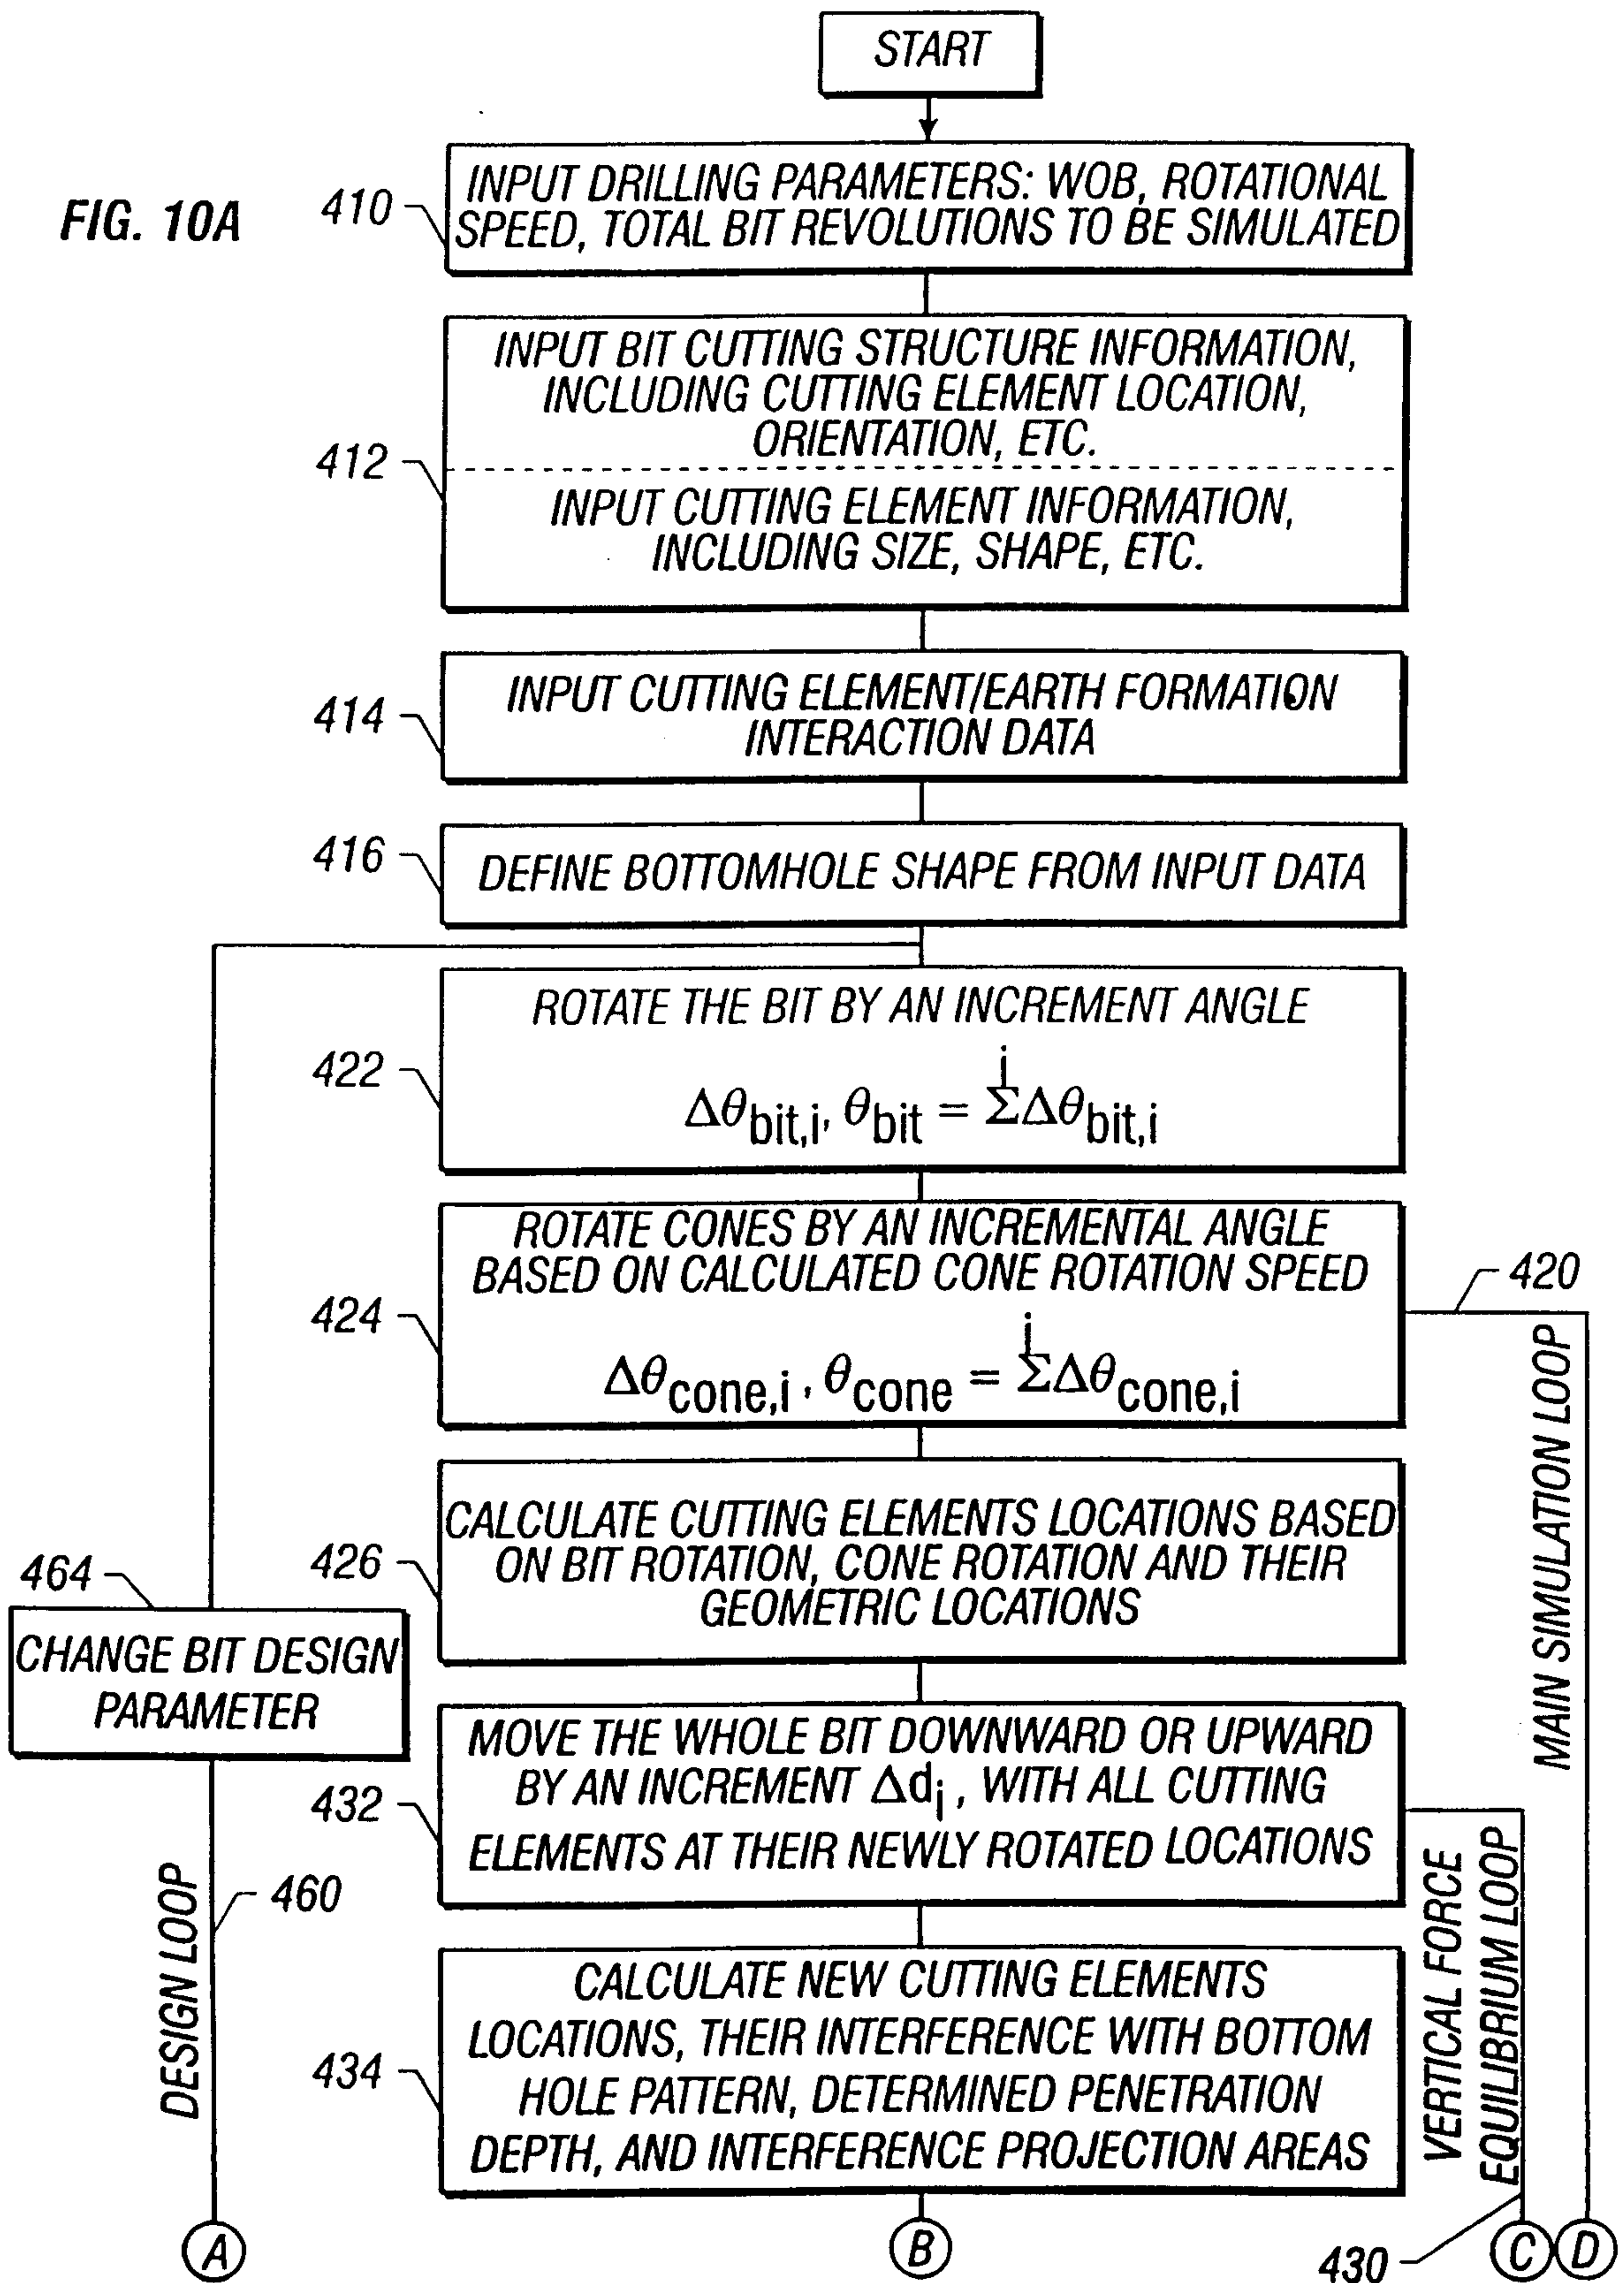 START
FIG. 10A
410
INPUT DRILLING PARAMETERS: WOB, ROTATIONAL
SPEED, TOTAL BIT REVOLUTIONS TO BE SIMULATED
412
INPUT BIT CUTTING STRUCTURE INFORMATION,
INCLUDING CUTTING ELEMENT LOCATION,
ORIENTATION, ETC.
INPUT CUTTING ELEMENT INFORMATION,
INCLUDING SIZE, SHAPE, ETC.
414
INPUT CUTTING ELEMENT/EARTH FORMATION
INTERACTION DATA
416
DEFINE BOTTOMHOLE SHAPE FROM INPUT DATA
422
ROTATE THE BIT BY AN INCREMENT ANGLE
i
Δθbit,i, θbit = ΣΔθbit,i
424
ROTATE CONES BY AN INCREMENTAL ANGLE
BASED ON CALCULATED CONE ROTATION SPEED
i
Δθcone,i, θcone = ΣΔθcone,i
420
MAIN SIMULATION LOOP
426
CALCULATE CUTTING ELEMENTS LOCATIONS BASED
ON BIT ROTATION, CONE ROTATION AND THEIR
GEOMETRIC LOCATIONS
464
CHANGE BIT DESIGN
PARAMETER
432
MOVE THE WHOLE BIT DOWNWARD OR UPWARD
BY AN INCREMENT Δdi, WITH ALL CUTTING
ELEMENTS AT THEIR NEWLY ROTATED LOCATIONS
DESIGN LOOP
460
434
CALCULATE NEW CUTTING ELEMENTS
LOCATIONS, THEIR INTERFERENCE WITH BOTTOM
HOLE PATTERN, DETERMINED PENETRATION
DEPTH, AND INTERFERENCE PROJECTION AREAS
VERTICAL FORCE
EQUILIBRIUM LOOP
430
A
B
C
D